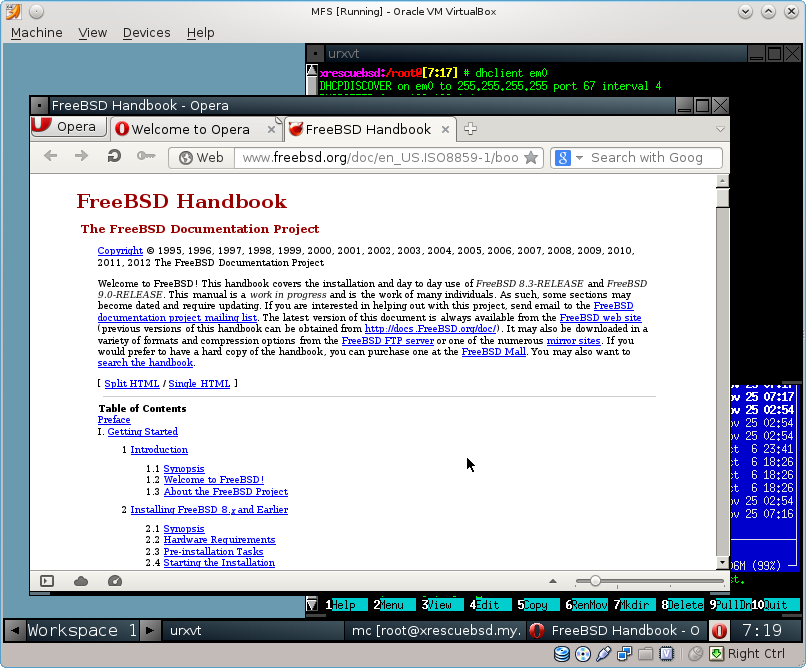 MFS [Running] - Oracle VM VirtualBox
Machine View Devices Help
urxvt
xrescuebsd:/root@[7:17] # dhclient em0
DHCPDISCOVER on em0 to 255.255.255.255 port 67 interval 4
FreeBSD Handbook - Opera
Opera Welcome to Opera FreeBSD Handbook
Web www.freebsd.org/doc/en_US.ISO8859-1/boo Search with Goog
FreeBSD Handbook
The FreeBSD Documentation Project
Copyright © 1995, 1996, 1997, 1998, 1999, 2000, 2001, 2002, 2003, 2004, 2005, 2006, 2007, 2008, 2009, 2010,
2011, 2012 The FreeBSD Documentation Project
Welcome to FreeBSD! This handbook covers the installation and day to day use of FreeBSD 8.3-RELEASE and FreeBSD
9.0-RELEASE. This manual is a work in progress and is the work of many individuals. As such, some sections may
become dated and require updating. If you are interested in helping out with this project, send email to the FreeBSD
documentation project mailing list. The latest version of this document is always available from the FreeBSD web site
(previous versions of this handbook can be obtained from http://docs.FreeBSD.org/doc/). It may also be downloaded in a
variety of formats and compression options from the FreeBSD FTP server or one of the numerous mirror sites. If you
would prefer to have a hard copy of the handbook, you can purchase one at the FreeBSD Mall. You may also want to
search the handbook.
[ Split HTML / Single HTML ]
Table of Contents
Preface
I. Getting Started
1 Introduction
1.1 Synopsis
1.2 Welcome to FreeBSD!
1.3 About the FreeBSD Project
2 Installing FreeBSD 8.x and Earlier
2.1 Synopsis
2.2 Hardware Requirements
2.3 Pre-installation Tasks
2.4 Starting the Installation
ov 25 07:17
ov 25 07:17
ov 25 02:54
ov 25 02:54
ov 25 02:54
ct 6 23:41
ct 6 18:26
ct 6 18:26
ct 6 18:26
ov 25 02:54
ov 25 07:16
06M (99%)
st.
1Help 2Menu 3View 4Edit 5Copy 6RenMov 7Mkdir 8Delete 9PullDn 10Quit
Workspace 1 urxvt mc [root@xrescuebsd.my. FreeBSD Handbook - O 7:19
Right Ctrl